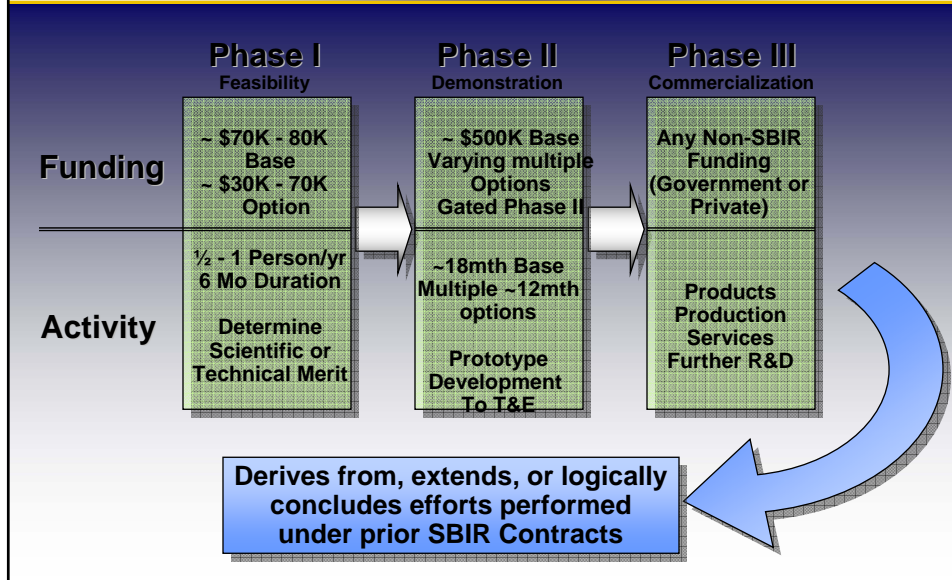 Phase I
Feasibility
Phase II
Demonstration
Phase III
Commercialization
Funding
~ $70K - 80K
Base
~ $30K - 70K
Option
~ $500K Base
Varying multiple
Options
Gated Phase II
Any Non-SBIR
Funding
(Government or
Private)
Activity
½ - 1 Person/yr
6 Mo Duration
Determine
Scientific or
Technical Merit
~18mth Base
Multiple ~12mth
options
Prototype
Development
To T&E
Products
Production
Services
Further R&D
Derives from, extends, or logically
concludes efforts performed
under prior SBIR Contracts